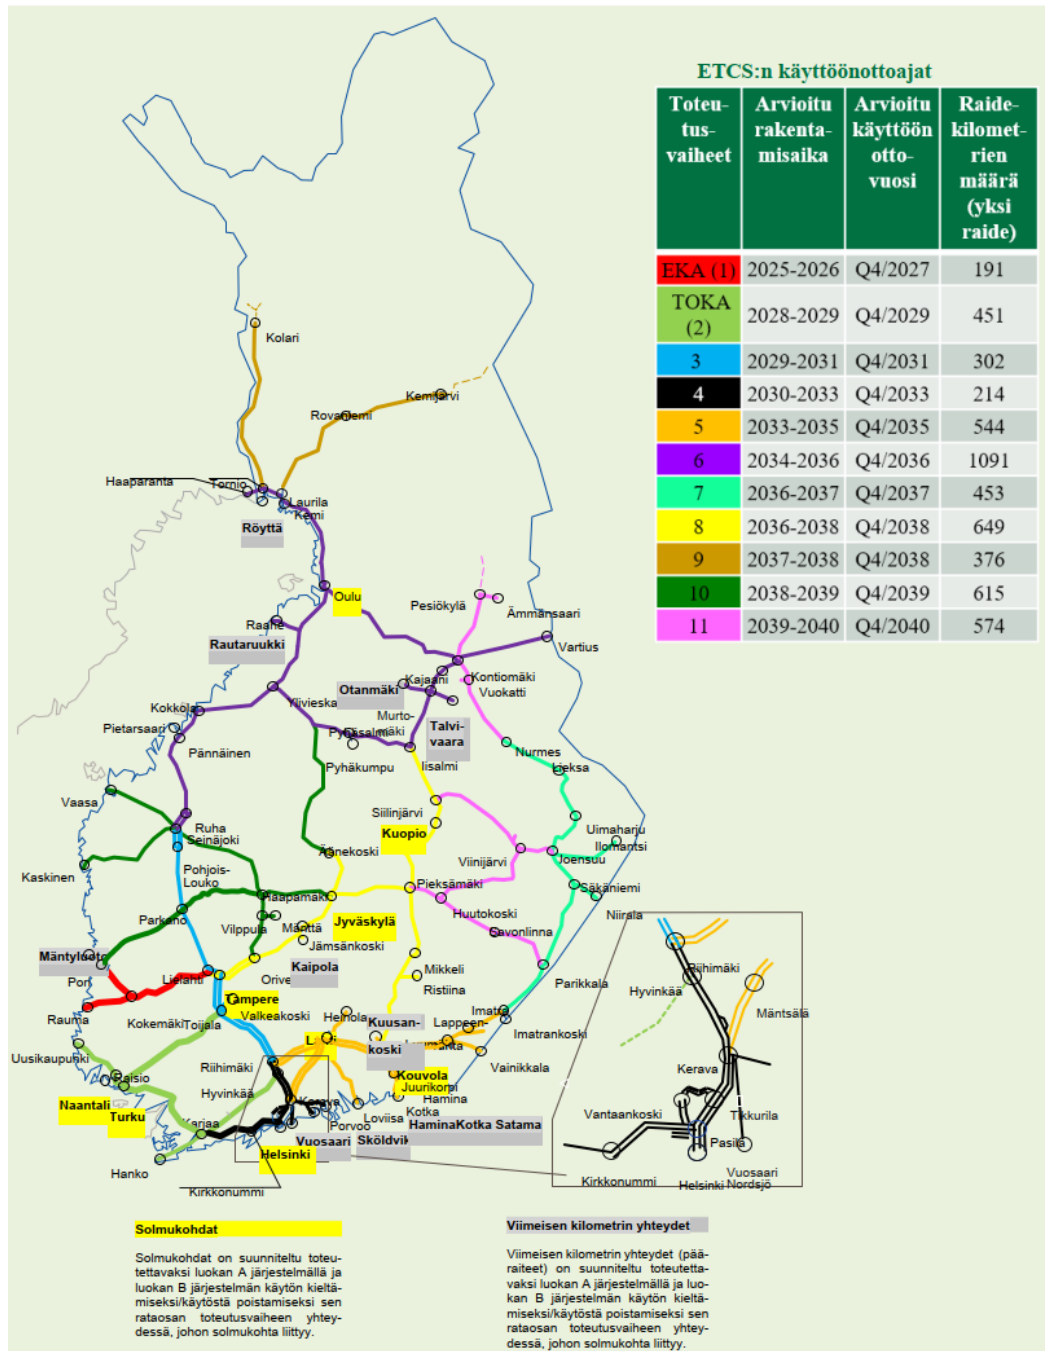 ETCS:n käyttöönottoajat
Toteu-
tus-
vaiheet
Arvioitu
rakenta-
misaika
Arvioitu
käyttöön
otto-
vuosi
Raide-
kilomet-
rien
määrä
(yksi
raide)
EKA (1) 2025-2026 Q4/2027 191
TOKA
(2)
2028-2029 Q4/2029 451
3 2029-2031 Q4/2031 302
4 2030-2033 Q4/2033 214
5 2033-2035 Q4/2035 544
6 2034-2036 Q4/2036 1091
7 2036-2037 Q4/2037 453
8 2036-2038 Q4/2038 649
9 2037-2038 Q4/2038 376
10 2038-2039 Q4/2039 615
11 2039-2040 Q4/2040 574
Kolari
Kemijärvi
Rovaniemi
Haaparanta
Tornio
Laurila
Kemi
Röyttä
Oulu
Pesiökylä
Ämmänsaari
Raahe
Rautaruukki
Vartius
Kontiomäki
Kajaani
Vuokatti
Otanmäki
Ylivieska
Kokkola
Pietarsaari
Murto-
mäki
Talvi-
vaara
Pännäinen
Pyhäsalmi
Pyhäkumpu
Iisalmi
Nurmes
Lieksa
Vaasa
Siilinjärvi
Ruha
Seinäjoki
Kuopio
Uimaharju
Ilomantsi
Äänekoski
Viinijärvi
Joensuu
Kaskinen
Pohjois-
Louko
Pieksämäki
Säkäniemi
Haapamäki
Huutokoski
Niirala
Parkano
Vilppula
Mänttä
Jyväskylä
Savonlinna
Jämsänkoski
Mäntyluoto
Kaipola
Pori
Lielahti
Orive
Mikkeli
Ristiina
Parikkala
Tampere
Rauma
Kokemäki
Toijala
Valkeakoski
Heinola
Kuusan-
koski
Lappeen-
ranta
Imatra
Imatrankoski
Uusikaupunki
Lahti
Riihimäki
Vainikkala
Raisio
Kouvola
Juurikorpi
Hyvinkää
Hamina
Naantali
Turku
Kerava
Kotka
Porvoo
Loviisa
Karjaa
HaminaKotka Satama
Vuosaari
Sköldvik
Helsinki
Hanko
Kirkkonummi
Riihimäki
Hyvinkää
Mäntsälä
Kerava
Vantaankoski
Tikkurila
Pasila
Kirkkonummi
Helsinki
Vuosaari
Nordsjö
Solmukohdat
Solmukohdat on suunniteltu toteu-
tettavaksi luokan A järjestelmällä ja
luokan B järjestelmän käytön kieltä-
miseksi/käytöstä poistamiseksi sen
rataosan toteutusvaiheen yhtey-
dessä, johon solmukohta liittyy.
Viimeisen kilometrin yhteydet
Viimeisen kilometrin yhteydet (pää-
raiteet) on suunniteltu toteutetta-
vaksi luokan A järjestelmällä ja luo-
kan B järjestelmän käytön kieltä-
miseksi/käytöstä poistamiseksi sen
rataosan toteutusvaiheen yhtey-
dessä, johon solmukohta liittyy.